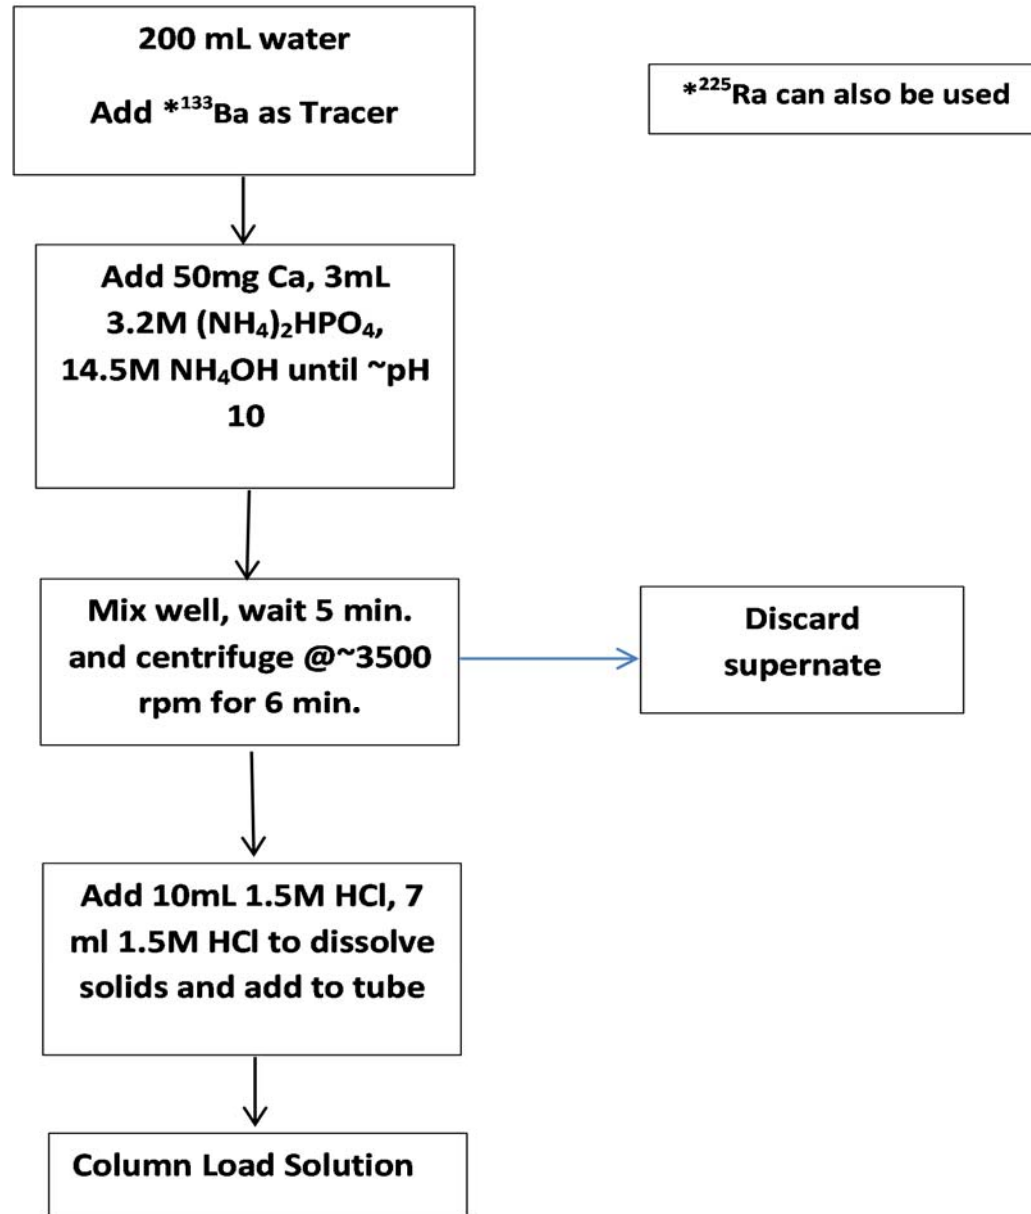 200 mL water
Add *¹³³Ba as Tracer
*²²⁵Ra can also be used
Add 50mg Ca, 3mL
3.2M (NH₄)₂HPO₄,
14.5M NH₄OH until ~pH
10
Mix well, wait 5 min.
and centrifuge @~3500
rpm for 6 min.
Discard
supernate
Add 10mL 1.5M HCl, 7
ml 1.5M HCl to dissolve
solids and add to tube
Column Load Solution